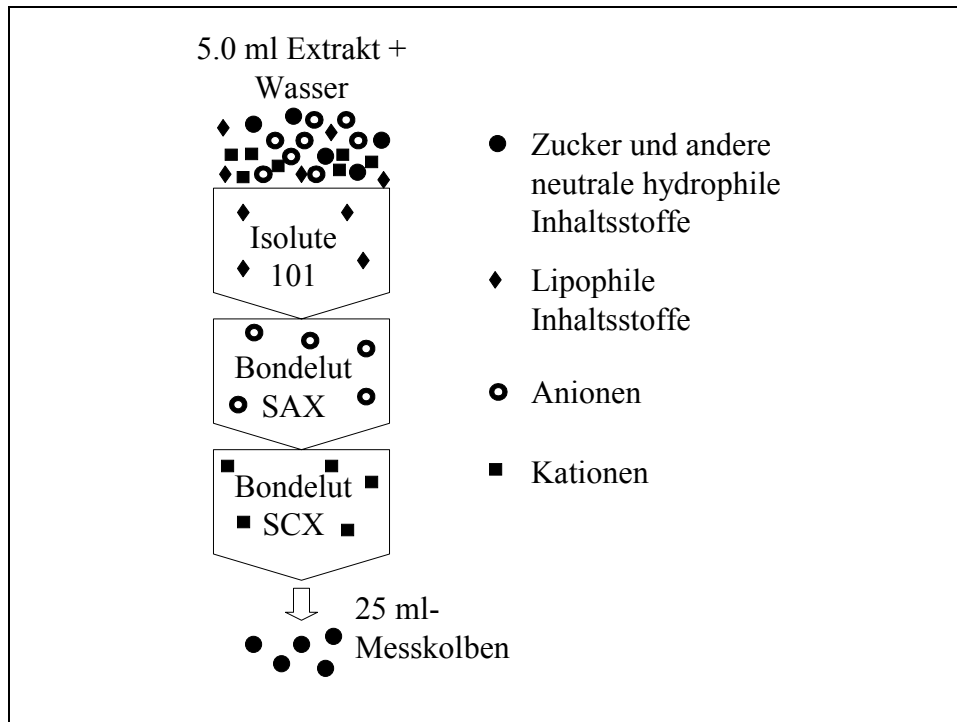 5.0 ml Extrakt +
Wasser
Isolute
101
Bondelut
SAX
Bondelut
SCX
25 ml-
Messkolben
Zucker und andere
neutrale hydrophile
Inhaltsstoffe
Lipophile
Inhaltsstoffe
Anionen
Kationen